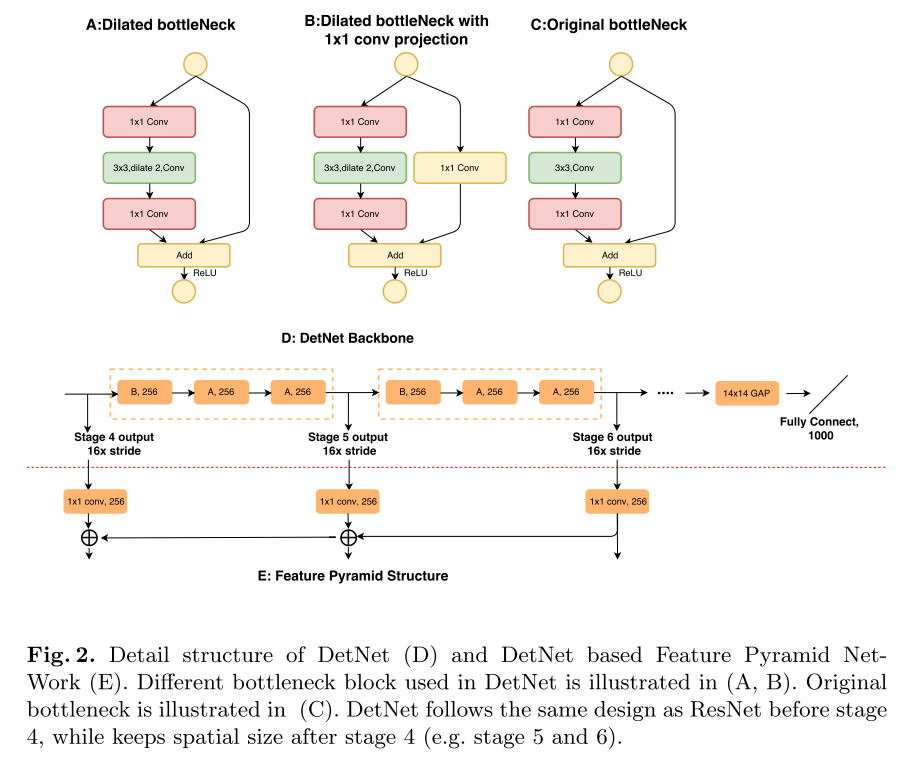 A:Dilated bottleNeck
B:Dilated bottleNeck with
1x1 conv projection
C:Original bottleNeck
1x1 Conv
3x3,dilate 2,Conv
1x1 Conv
Add
ReLU
1x1 Conv
3x3,dilate 2,Conv
1x1 Conv
1x1 Conv
Add
ReLU
1x1 Conv
3x3,Conv
1x1 Conv
Add
ReLU
D: DetNet Backbone
B, 256
A, 256
A, 256
B, 256
A, 256
A, 256
....
14x14 GAP
Fully Connect,
1000
Stage 4 output
16x stride
Stage 5 output
16x stride
Stage 6 output
16x stride
1x1 conv, 256
1x1 conv, 256
1x1 conv, 256
E: Feature Pyramid Structure
Fig. 2. Detail structure of DetNet (D) and DetNet based Feature Pyramid Net-
Work (E). Different bottleneck block used in DetNet is illustrated in (A, B). Original
bottleneck is illustrated in (C). DetNet follows the same design as ResNet before stage
4, while keeps spatial size after stage 4 (e.g. stage 5 and 6).